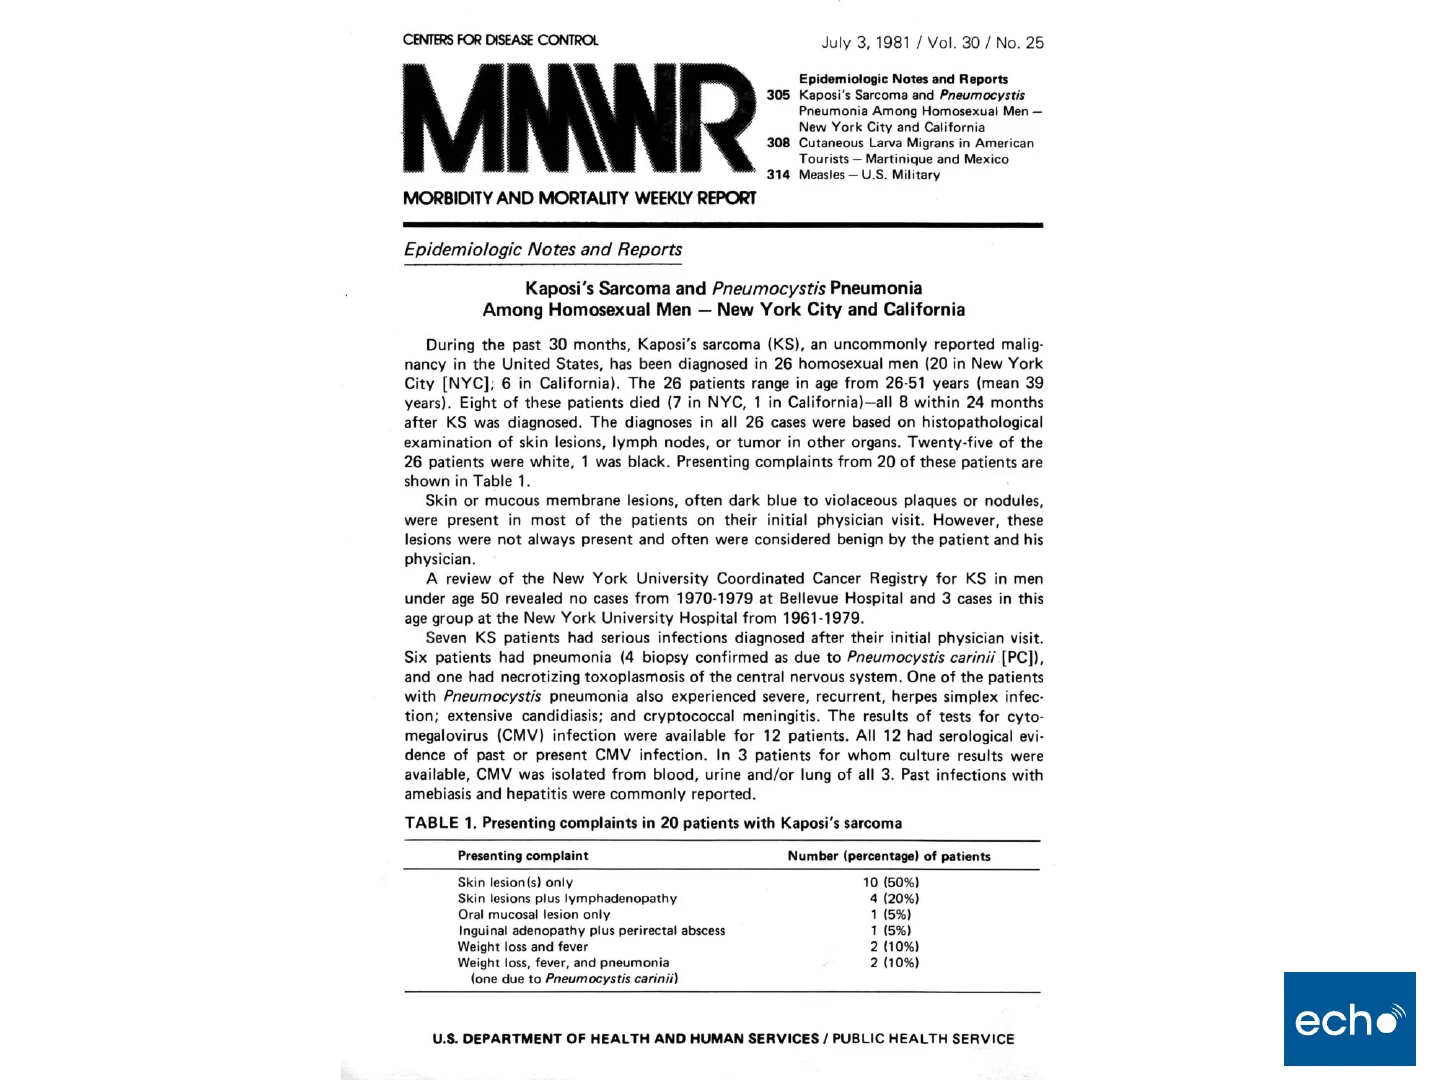 CENTERS FOR DISEASE CONTROL
July 3, 1981 / Vol. 30 / No. 25
MMWR
MORBIDITY AND MORTALITY WEEKLY REPORT
Epidemiologic Notes and Reports
305 Kaposi's Sarcoma and Pneumocystis
Pneumonia Among Homosexual Men —
New York City and California
308 Cutaneous Larva Migrans in American
Tourists — Martinique and Mexico
314 Measles — U.S. Military
Epidemiologic Notes and Reports
Kaposi's Sarcoma and Pneumocystis Pneumonia
Among Homosexual Men — New York City and California
During the past 30 months, Kaposi's sarcoma (KS), an uncommonly reported malig-
nancy in the United States, has been diagnosed in 26 homosexual men (20 in New York
City [NYC]; 6 in California). The 26 patients range in age from 26-51 years (mean 39
years). Eight of these patients died (7 in NYC, 1 in California)—all 8 within 24 months
after KS was diagnosed. The diagnoses in all 26 cases were based on histopathological
examination of skin lesions, lymph nodes, or tumor in other organs. Twenty-five of the
26 patients were white, 1 was black. Presenting complaints from 20 of these patients are
shown in Table 1.
Skin or mucous membrane lesions, often dark blue to violaceous plaques or nodules,
were present in most of the patients on their initial physician visit. However, these
lesions were not always present and often were considered benign by the patient and his
physician.
A review of the New York University Coordinated Cancer Registry for KS in men
under age 50 revealed no cases from 1970-1979 at Bellevue Hospital and 3 cases in this
age group at the New York University Hospital from 1961-1979.
Seven KS patients had serious infections diagnosed after their initial physician visit.
Six patients had pneumonia (4 biopsy confirmed as due to Pneumocystis carinii [PC]),
and one had necrotizing toxoplasmosis of the central nervous system. One of the patients
with Pneumocystis pneumonia also experienced severe, recurrent, herpes simplex infec-
tion; extensive candidiasis; and cryptococcal meningitis. The results of tests for cyto-
megalovirus (CMV) infection were available for 12 patients. All 12 had serological evi-
dence of past or present CMV infection. In 3 patients for whom culture results were
available, CMV was isolated from blood, urine and/or lung of all 3. Past infections with
amebiasis and hepatitis were commonly reported.
TABLE 1. Presenting complaints in 20 patients with Kaposi's sarcoma
Presenting complaint Number (percentage) of patients
Skin lesion(s) only 10 (50%)
Skin lesions plus lymphadenopathy 4 (20%)
Oral mucosal lesion only 1 (5%)
Inguinal adenopathy plus perirectal abscess 1 (5%)
Weight loss and fever 2 (10%)
Weight loss, fever, and pneumonia 2 (10%)
(one due to Pneumocystis carinii)
U.S. DEPARTMENT OF HEALTH AND HUMAN SERVICES / PUBLIC HEALTH SERVICE
echo